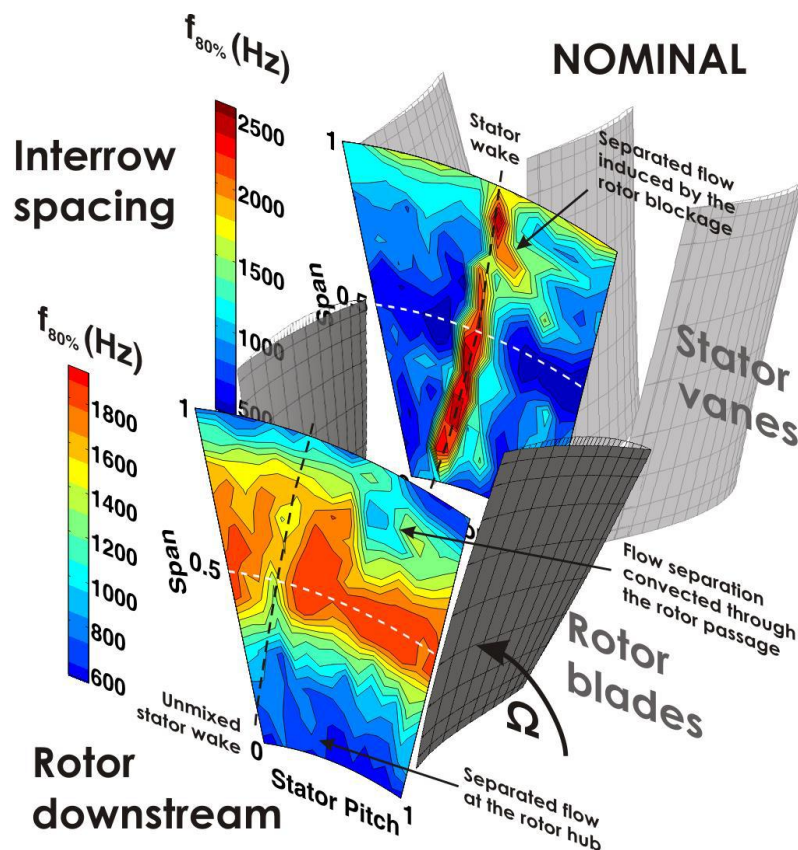 f80% (Hz)
NOMINAL
2500
2000
1500
1000
500
Interrow
spacing
1
Span
Stator
wake
Separated flow
induced by the
rotor blockage
Stator
vanes
f80% (Hz)
1800
1600
1400
1200
1000
800
600
1
Span
0.5
0
Unmixed
stator wake
Stator Pitch
1
Flow separation
convected through
the rotor passage
Rotor
blades
Ω
Rotor
downstream
Separated flow
at the rotor hub